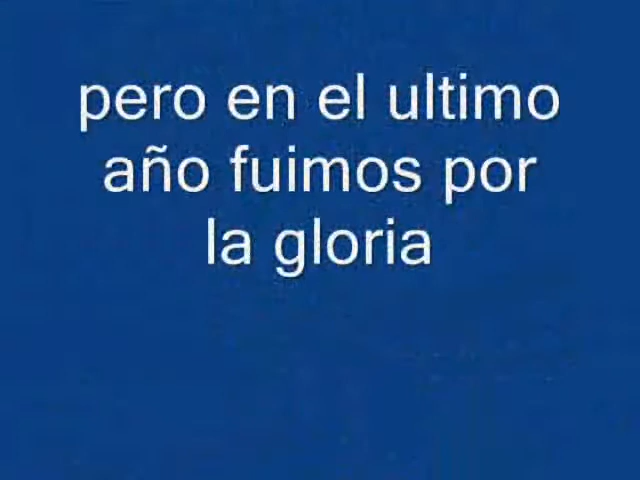 pero en el ultimo
año fuimos por
la gloria